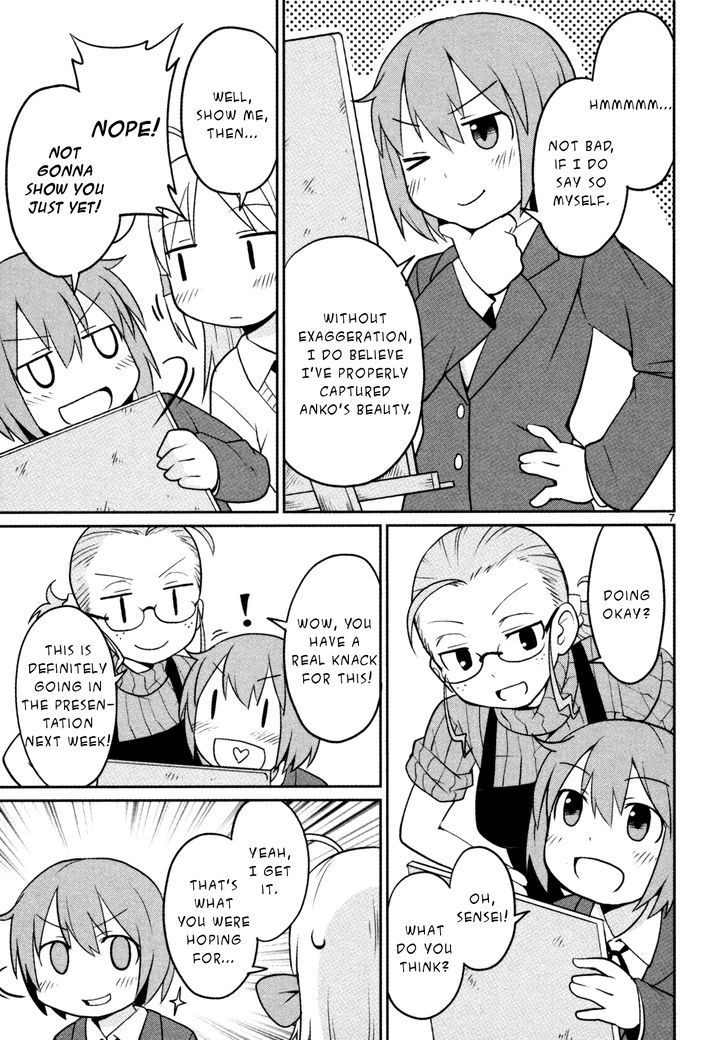 HMMMMM...
NOT BAD,
IF I DO
SAY SO
MYSELF.
WITHOUT
EXAGGERATION,
I DO BELIEVE
I'VE PROPERLY
CAPTURED
ANKO'S BEAUTY.
WELL,
SHOW ME,
THEN...
NOPE!
NOT
GONNA
SHOW YOU
JUST YET!
7
DOING
OKAY?
OH,
SENSEI!
WHAT
DO YOU
THINK?
WOW, YOU
HAVE A
REAL KNACK
FOR THIS!
!
THIS IS
DEFINITELY
GOING IN
THE PRESEN-
TATION
NEXT WEEK!
YEAH,
I GET
IT.
THAT'S
WHAT
YOU WERE
HOPING
FOR...